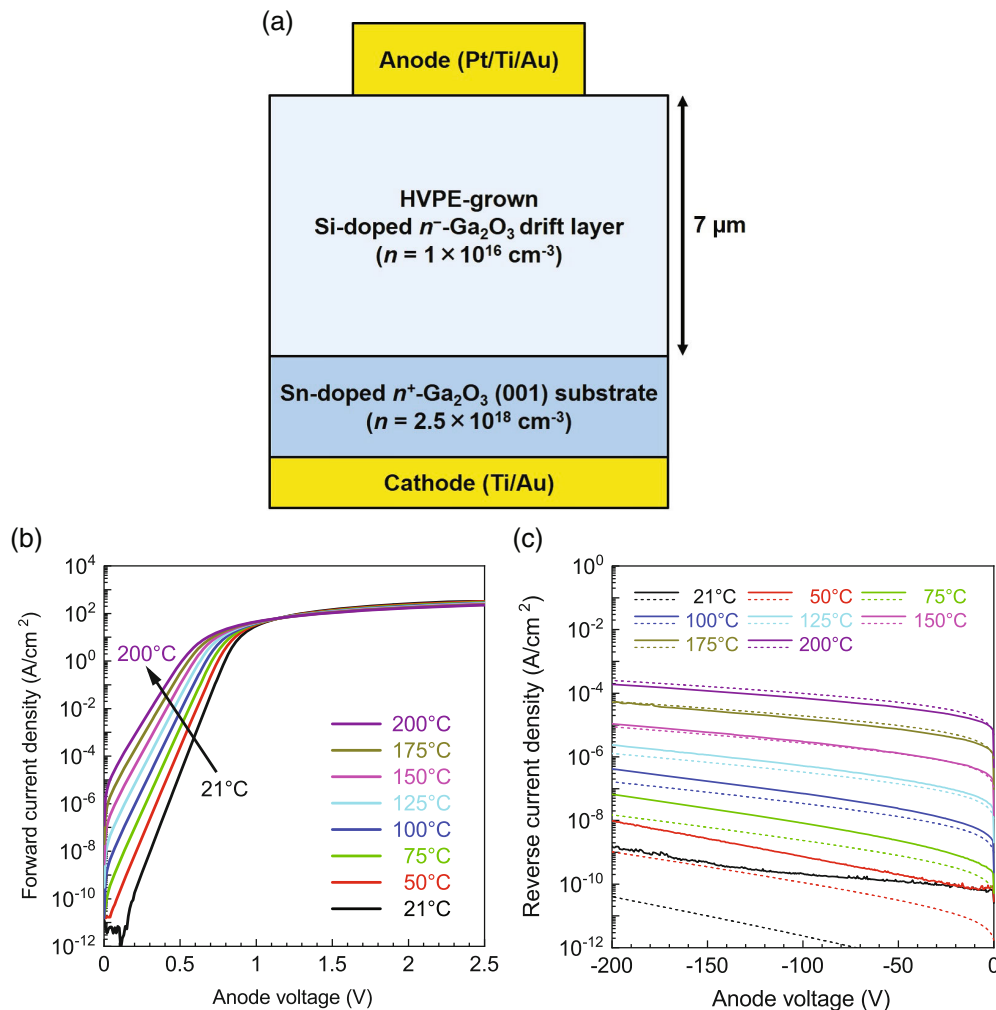 (a)
Anode (Pt/Ti/Au)
HVPE-grown
Si-doped n⁻-Ga₂O₃ drift layer
(n = 1 × 10¹⁶ cm⁻³)
7 µm
Sn-doped n⁺-Ga₂O₃ (001) substrate
(n = 2.5 × 10¹⁸ cm⁻³)
Cathode (Ti/Au)
(b)
Forward current density (A/cm²)
10⁴
10²
10⁰
10⁻²
10⁻⁴
10⁻⁶
10⁻⁸
10⁻¹⁰
10⁻¹²
200°C
21°C
200°C
175°C
150°C
125°C
100°C
75°C
50°C
21°C
0 0.5 1 1.5 2 2.5
Anode voltage (V)
(c)
Reverse current density (A/cm²)
10⁰
10⁻²
10⁻⁴
10⁻⁶
10⁻⁸
10⁻¹⁰
10⁻¹²
21°C 50°C 75°C
100°C 125°C 150°C
175°C 200°C
-200 -150 -100 -50 0
Anode voltage (V)